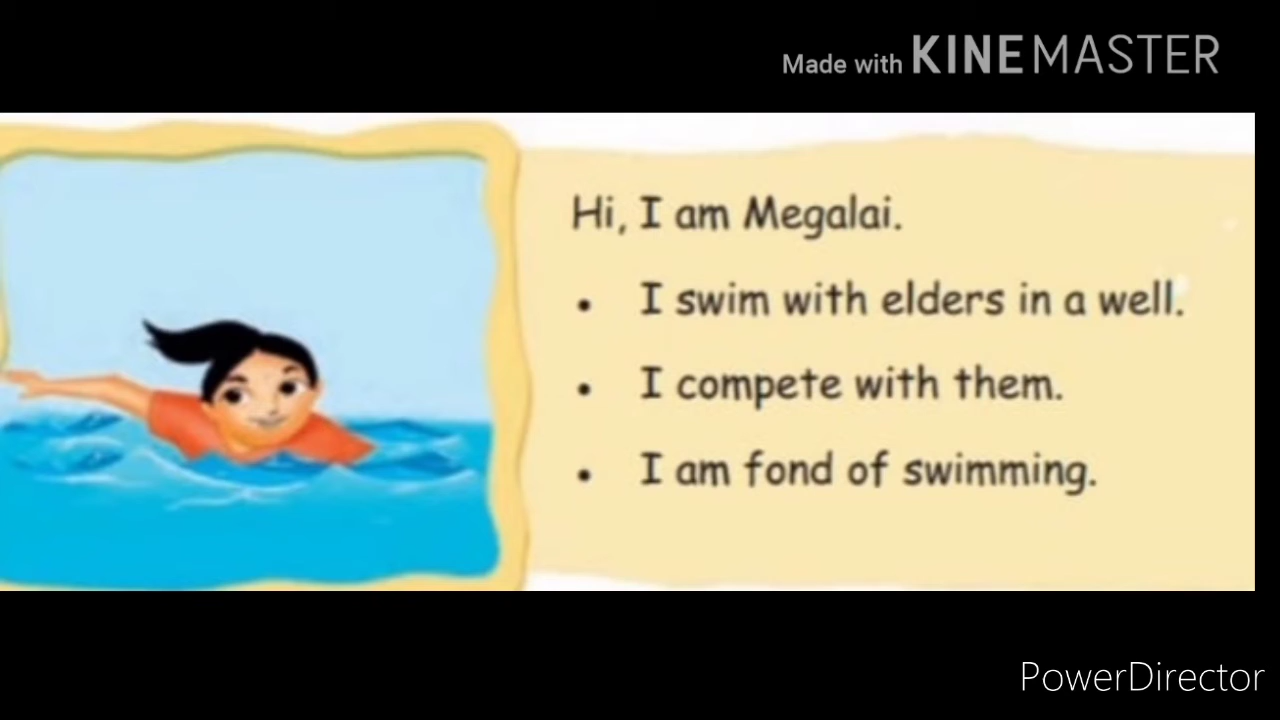 Made with KINEMASTER
Hi, I am Megalai.
• I swim with elders in a well.
• I compete with them.
• I am fond of swimming.
PowerDirector